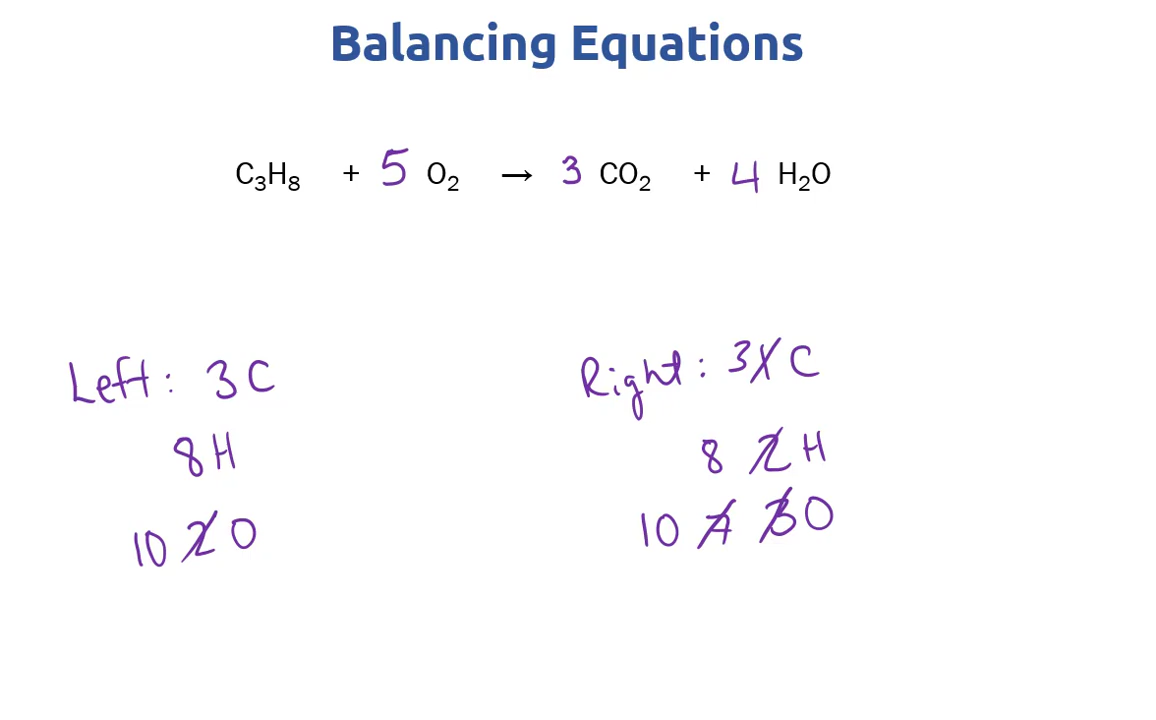 Balancing Equations
C₃H₈ + 5 O₂ → 3 CO₂ + 4 H₂O
Left: 3 C
8 H
10 2 O
Right: 3 1 C
8 2 H
10 7 3 O